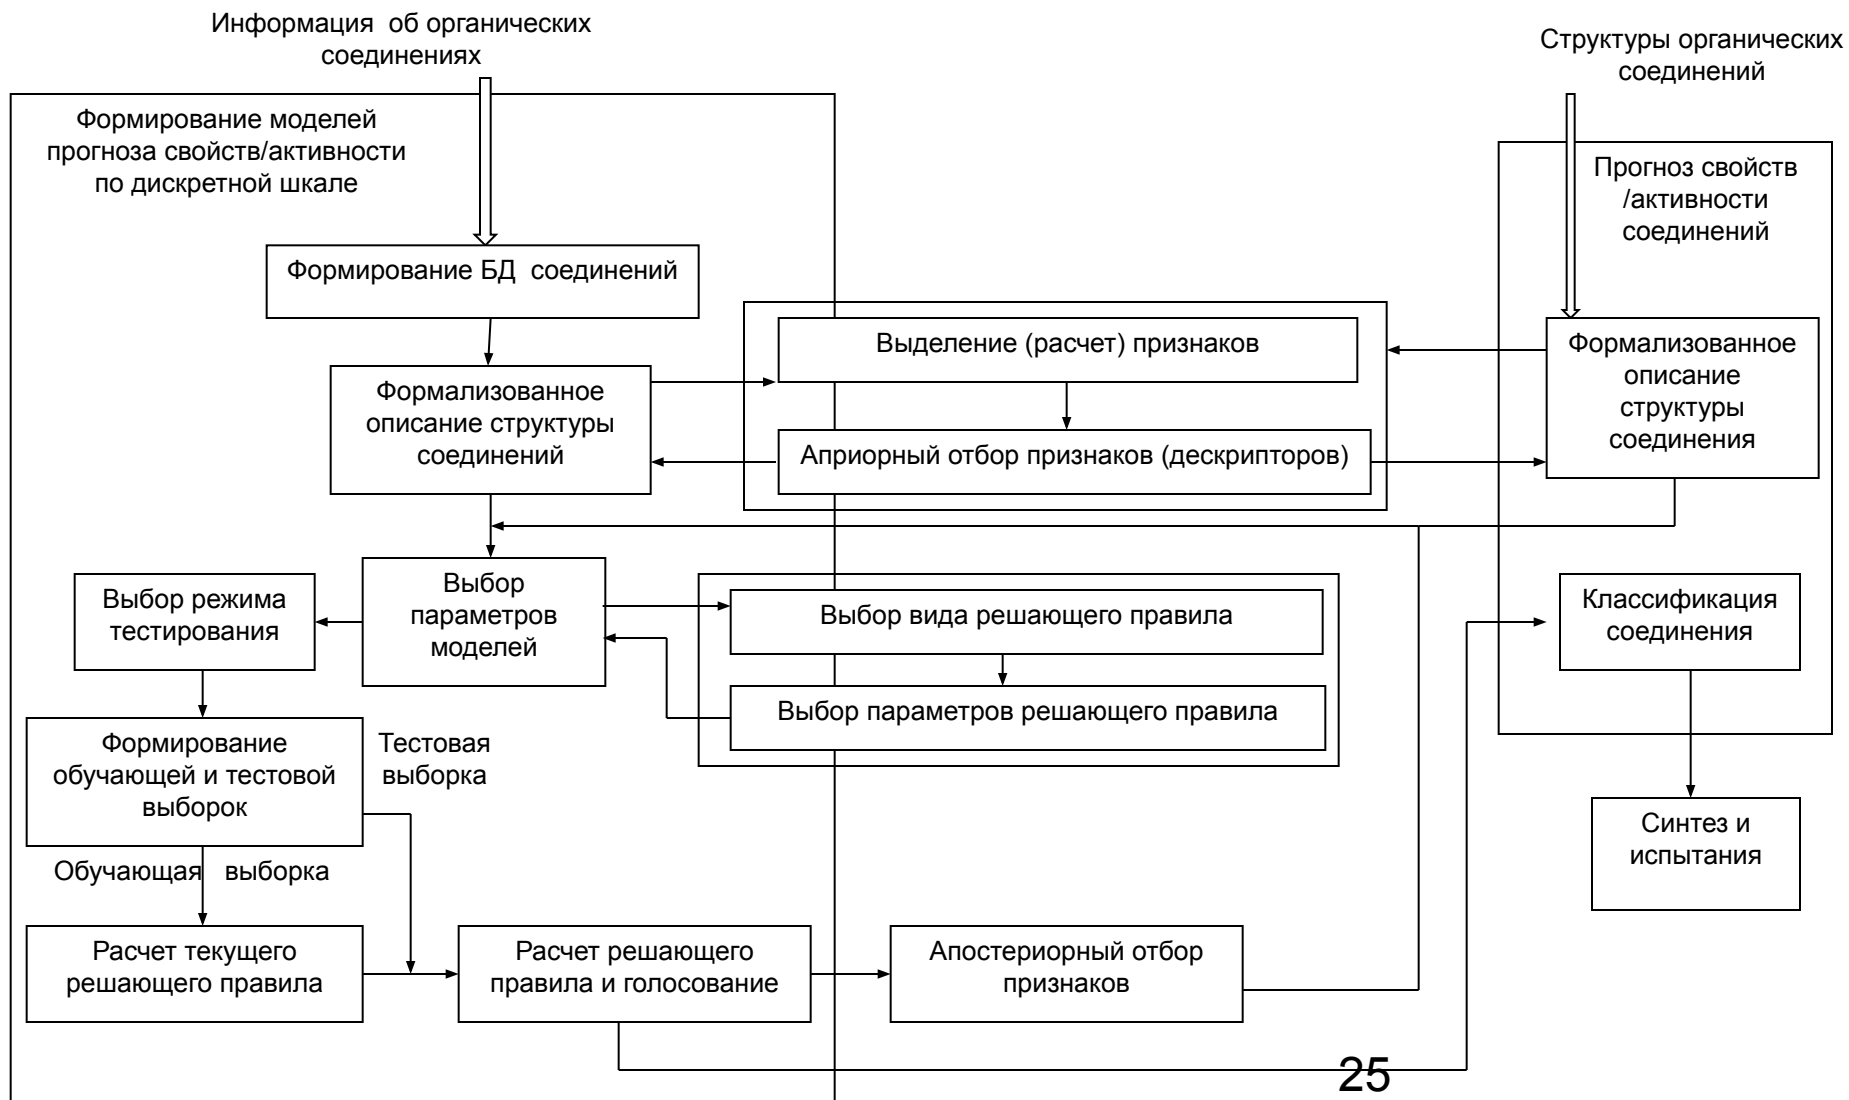 Информация об органических
соединениях
Структуры органических
соединений
Формирование моделей
прогноза свойств/активности
по дискретной шкале
Прогноз свойств
/активности
соединений
Формирование БД соединений
Выделение (расчет) признаков
Формализованное
описание структуры
соединений
Априорный отбор признаков (дескрипторов)
Формализованное
описание
структуры
соединения
Выбор режима
тестирования
Выбор
параметров
моделей
Выбор вида решающего правила
Выбор параметров решающего правила
Классификация
соединения
Формирование
обучающей и тестовой
выборок
Тестовая
выборка
Синтез и
испытания
Обучающая выборка
Расчет текущего
решающего правила
Расчет решающего
правила и голосование
Апостериорный отбор
признаков
25